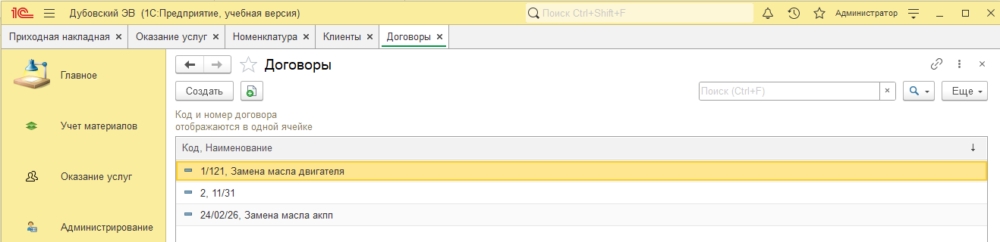 1С Дубовский ЭВ (1С:Предприятие, учебная версия) Поиск Ctrl+Shift+F Администратор
Приходная накладная × Оказание услуг × Номенклатура × Клиенты × Договоры ×
Главное
Учет материалов
Оказание услуг
Администрирование
Договоры
Создать Поиск (Ctrl+F) × Еще
Код и номер договора
отображаются в одной ячейке
Код, Наименование
1/121, Замена масла двигателя
2, 11/31
24/02/26, Замена масла акпп